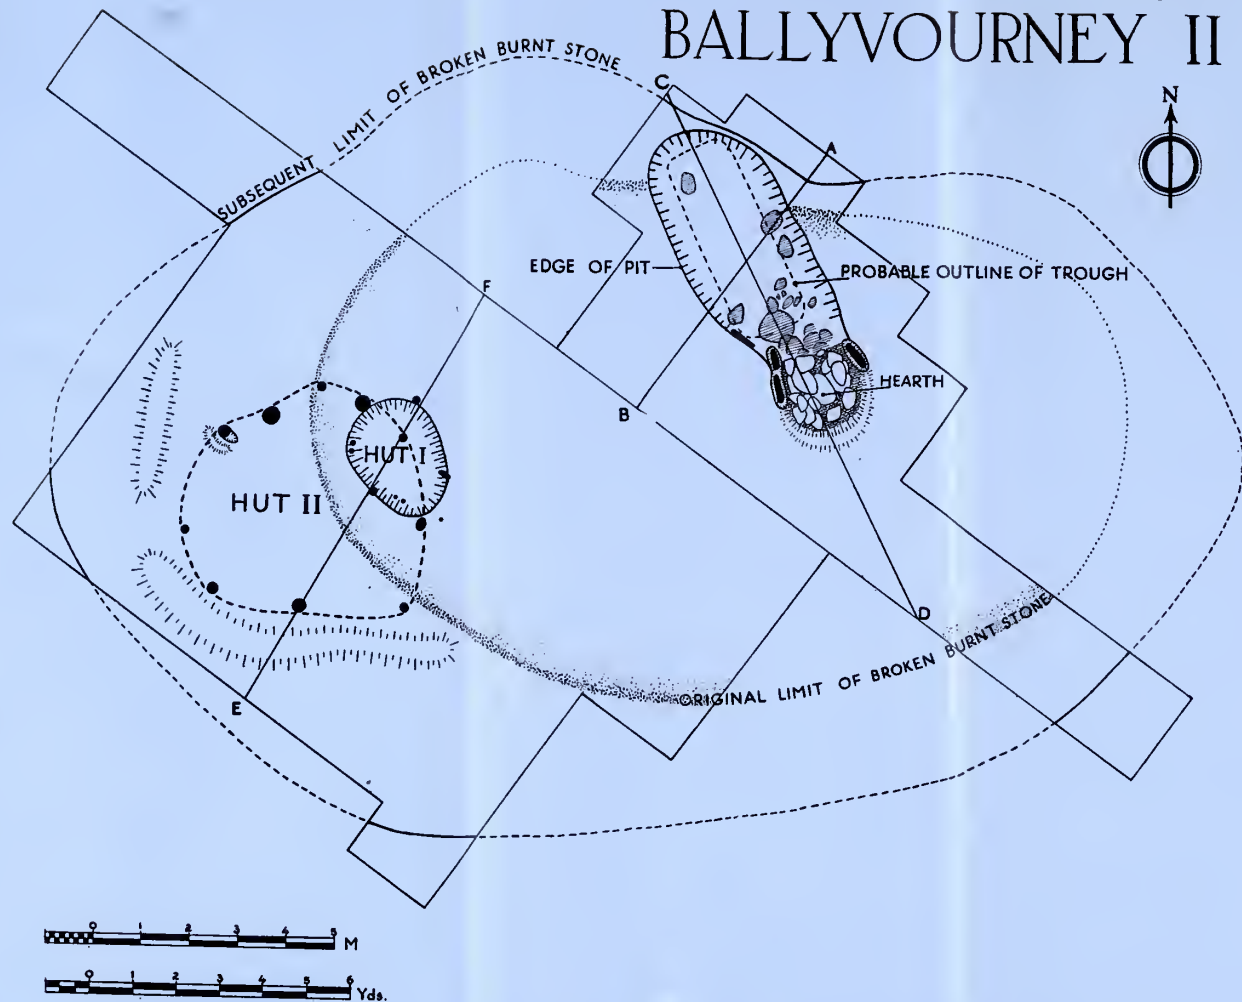 BALLYVOURNEY II
SUBSEQUENT LIMIT OF BROKEN BURNT STONE
C
N
A
EDGE OF PIT
PROBABLE OUTLINE OF TROUGH
F
HEARTH
B
HUT I
HUT II
D
ORIGINAL LIMIT OF BROKEN BURNT STONE
E
0 1 2 3 4 5 M
0 1 2 3 4 5 6 Yds.